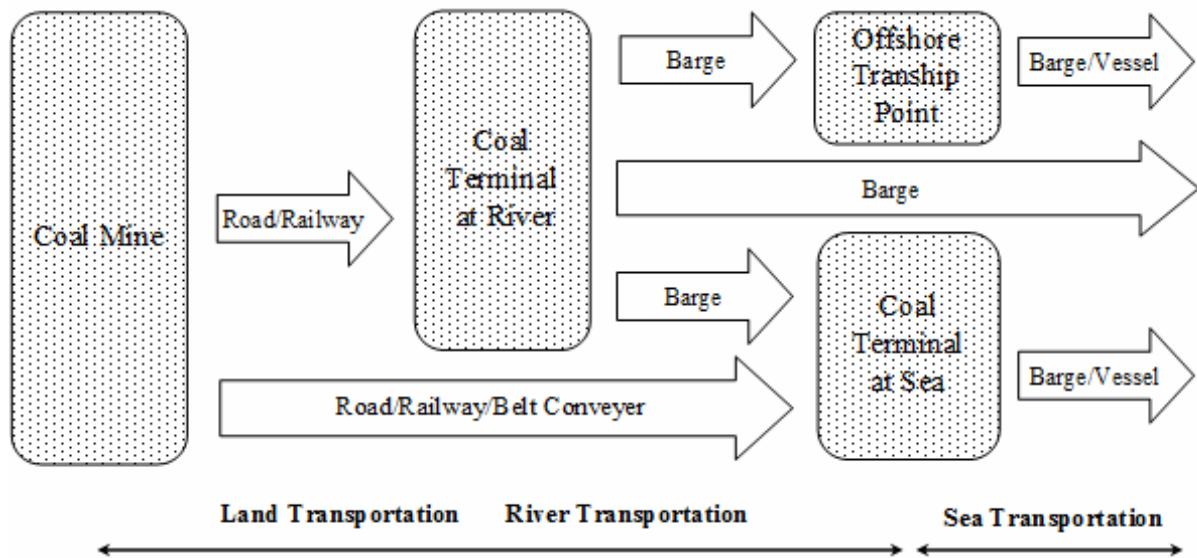 Coal Mine
Road/Railway
Coal
Terminal
at River
Barge
Offshore
Tranship
Point
Barge/Vessel
Barge
Barge
Coal
Terminal
at Sea
Barge/Vessel
Road/Railway/Belt Conveyer
Land Transportation
River Transportation
Sea Transportation